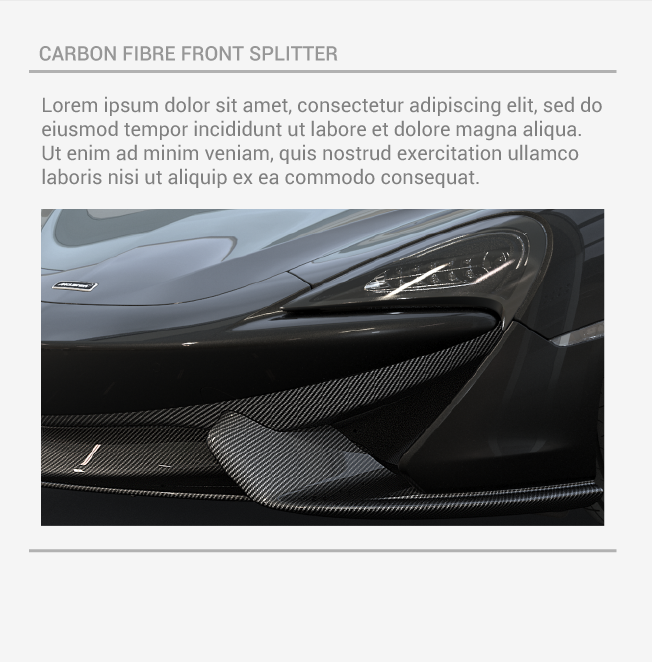 CARBON FIBRE FRONT SPLITTER
Lorem ipsum dolor sit amet, consectetur adipiscing elit, sed do
eiusmod tempor incididunt ut labore et dolore magna aliqua.
Ut enim ad minim veniam, quis nostrud exercitation ullamco
laboris nisi ut aliquip ex ea commodo consequat.